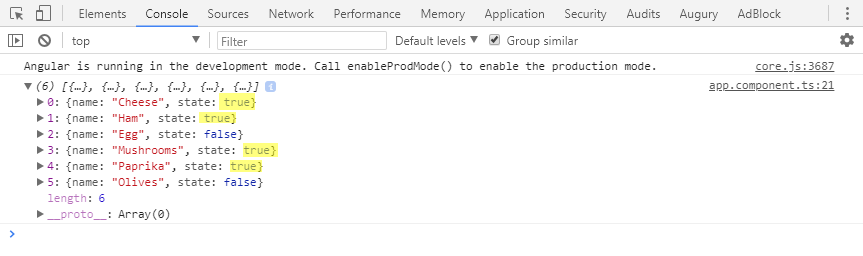 Elements Console Sources Network Performance Memory Application Security Audits Augury AdBlock
top Filter Default levels Group similar
Angular is running in the development mode. Call enableProdMode() to enable the production mode. core.js:3687
(6) [{…}, {…}, {…}, {…}, {…}, {…}] i app.component.ts:21
0: {name: "Cheese", state: true}
1: {name: "Ham", state: true}
2: {name: "Egg", state: false}
3: {name: "Mushrooms", state: true}
4: {name: "Paprika", state: true}
5: {name: "Olives", state: false}
length: 6
__proto__: Array(0)